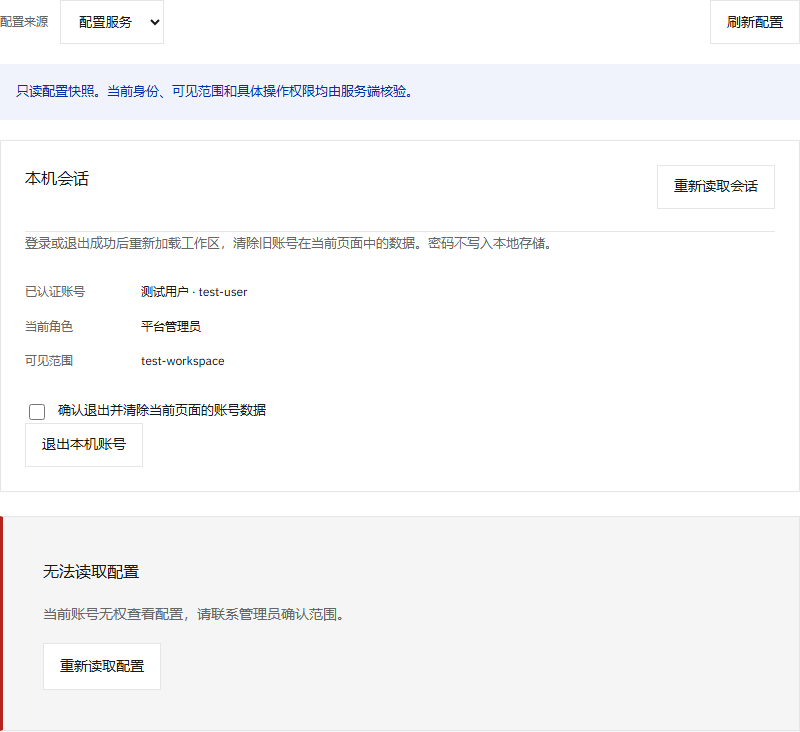 配置来源 配置服务 刷新配置
只读配置快照。当前身份、可见范围和具体操作权限均由服务端核验。
本机会话 重新读取会话
登录或退出成功后重新加载工作区，清除旧账号在当前页面中的数据。密码不写入本地存储。
已认证账号 测试用户 · test-user
当前角色 平台管理员
可见范围 test-workspace
确认退出并清除当前页面的账号数据
退出本机账号
无法读取配置
当前账号无权查看配置，请联系管理员确认范围。
重新读取配置